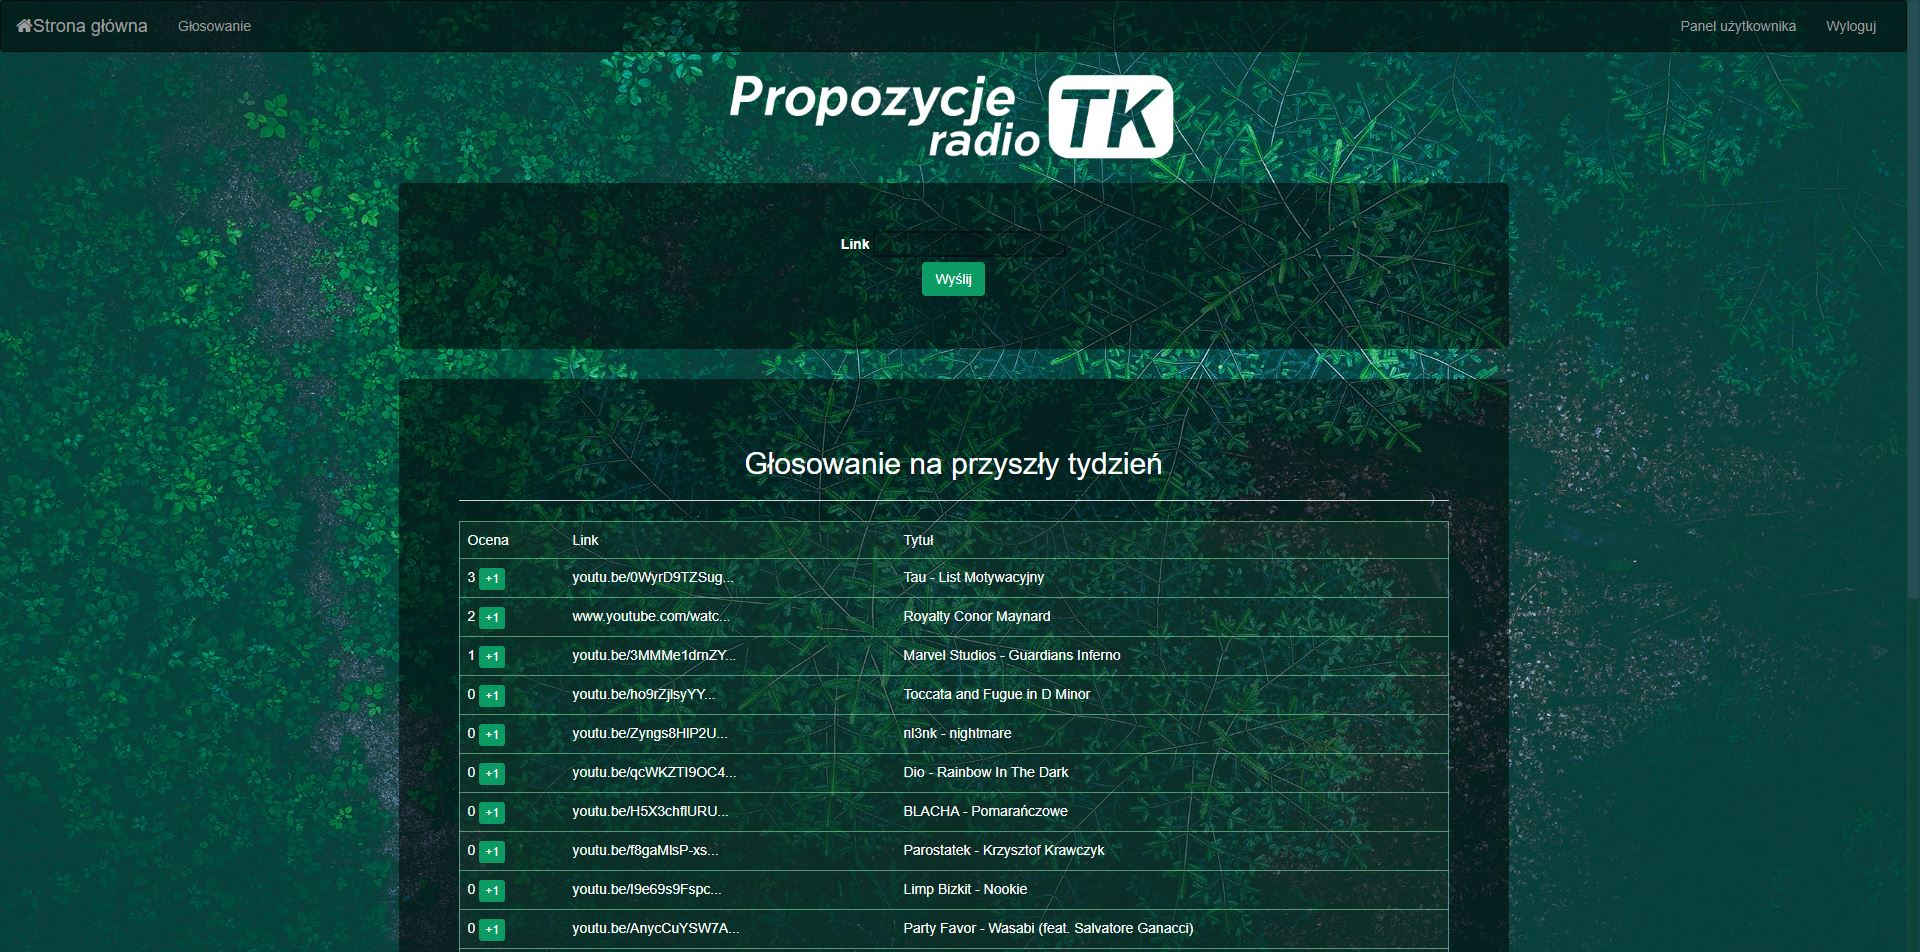 Strona główna Głosowanie Panel użytkownika Wyloguj
Propozycje
radio TK
Link
Wyślij
Głosowanie na przyszły tydzień
Ocena Link Tytuł
3 +1 youtu.be/0WyrD9TZSug... Tau - List Motywacyjny
2 +1 www.youtube.com/watc... Royalty Conor Maynard
1 +1 youtu.be/3MMMe1drnZY... Marvel Studios - Guardians Inferno
0 +1 youtu.be/ho9rZjlsyYY... Toccata and Fugue in D Minor
0 +1 youtu.be/Zyngs8HIP2U... nl3nk - nightmare
0 +1 youtu.be/qcWKZTI9OC4... Dio - Rainbow In The Dark
0 +1 youtu.be/H5X3chflURU... BLACHA - Pomarańczowe
0 +1 youtu.be/f8gaMlsP-xs... Parostatek - Krzysztof Krawczyk
0 +1 youtu.be/I9e69s9Fspc... Limp Bizkit - Nookie
0 +1 youtu.be/AnycCuYSW7A... Party Favor - Wasabi (feat. Salvatore Ganacci)